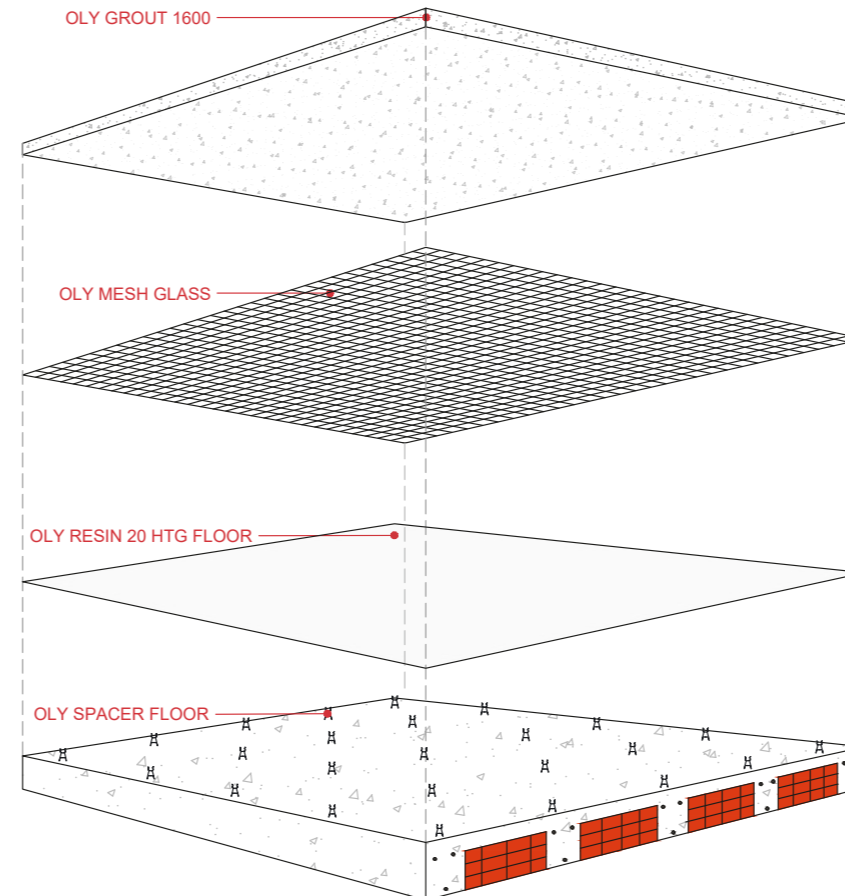 OLY GROUT 1600
OLY MESH GLASS
OLY RESIN 20 HTG FLOOR
OLY SPACER FLOOR